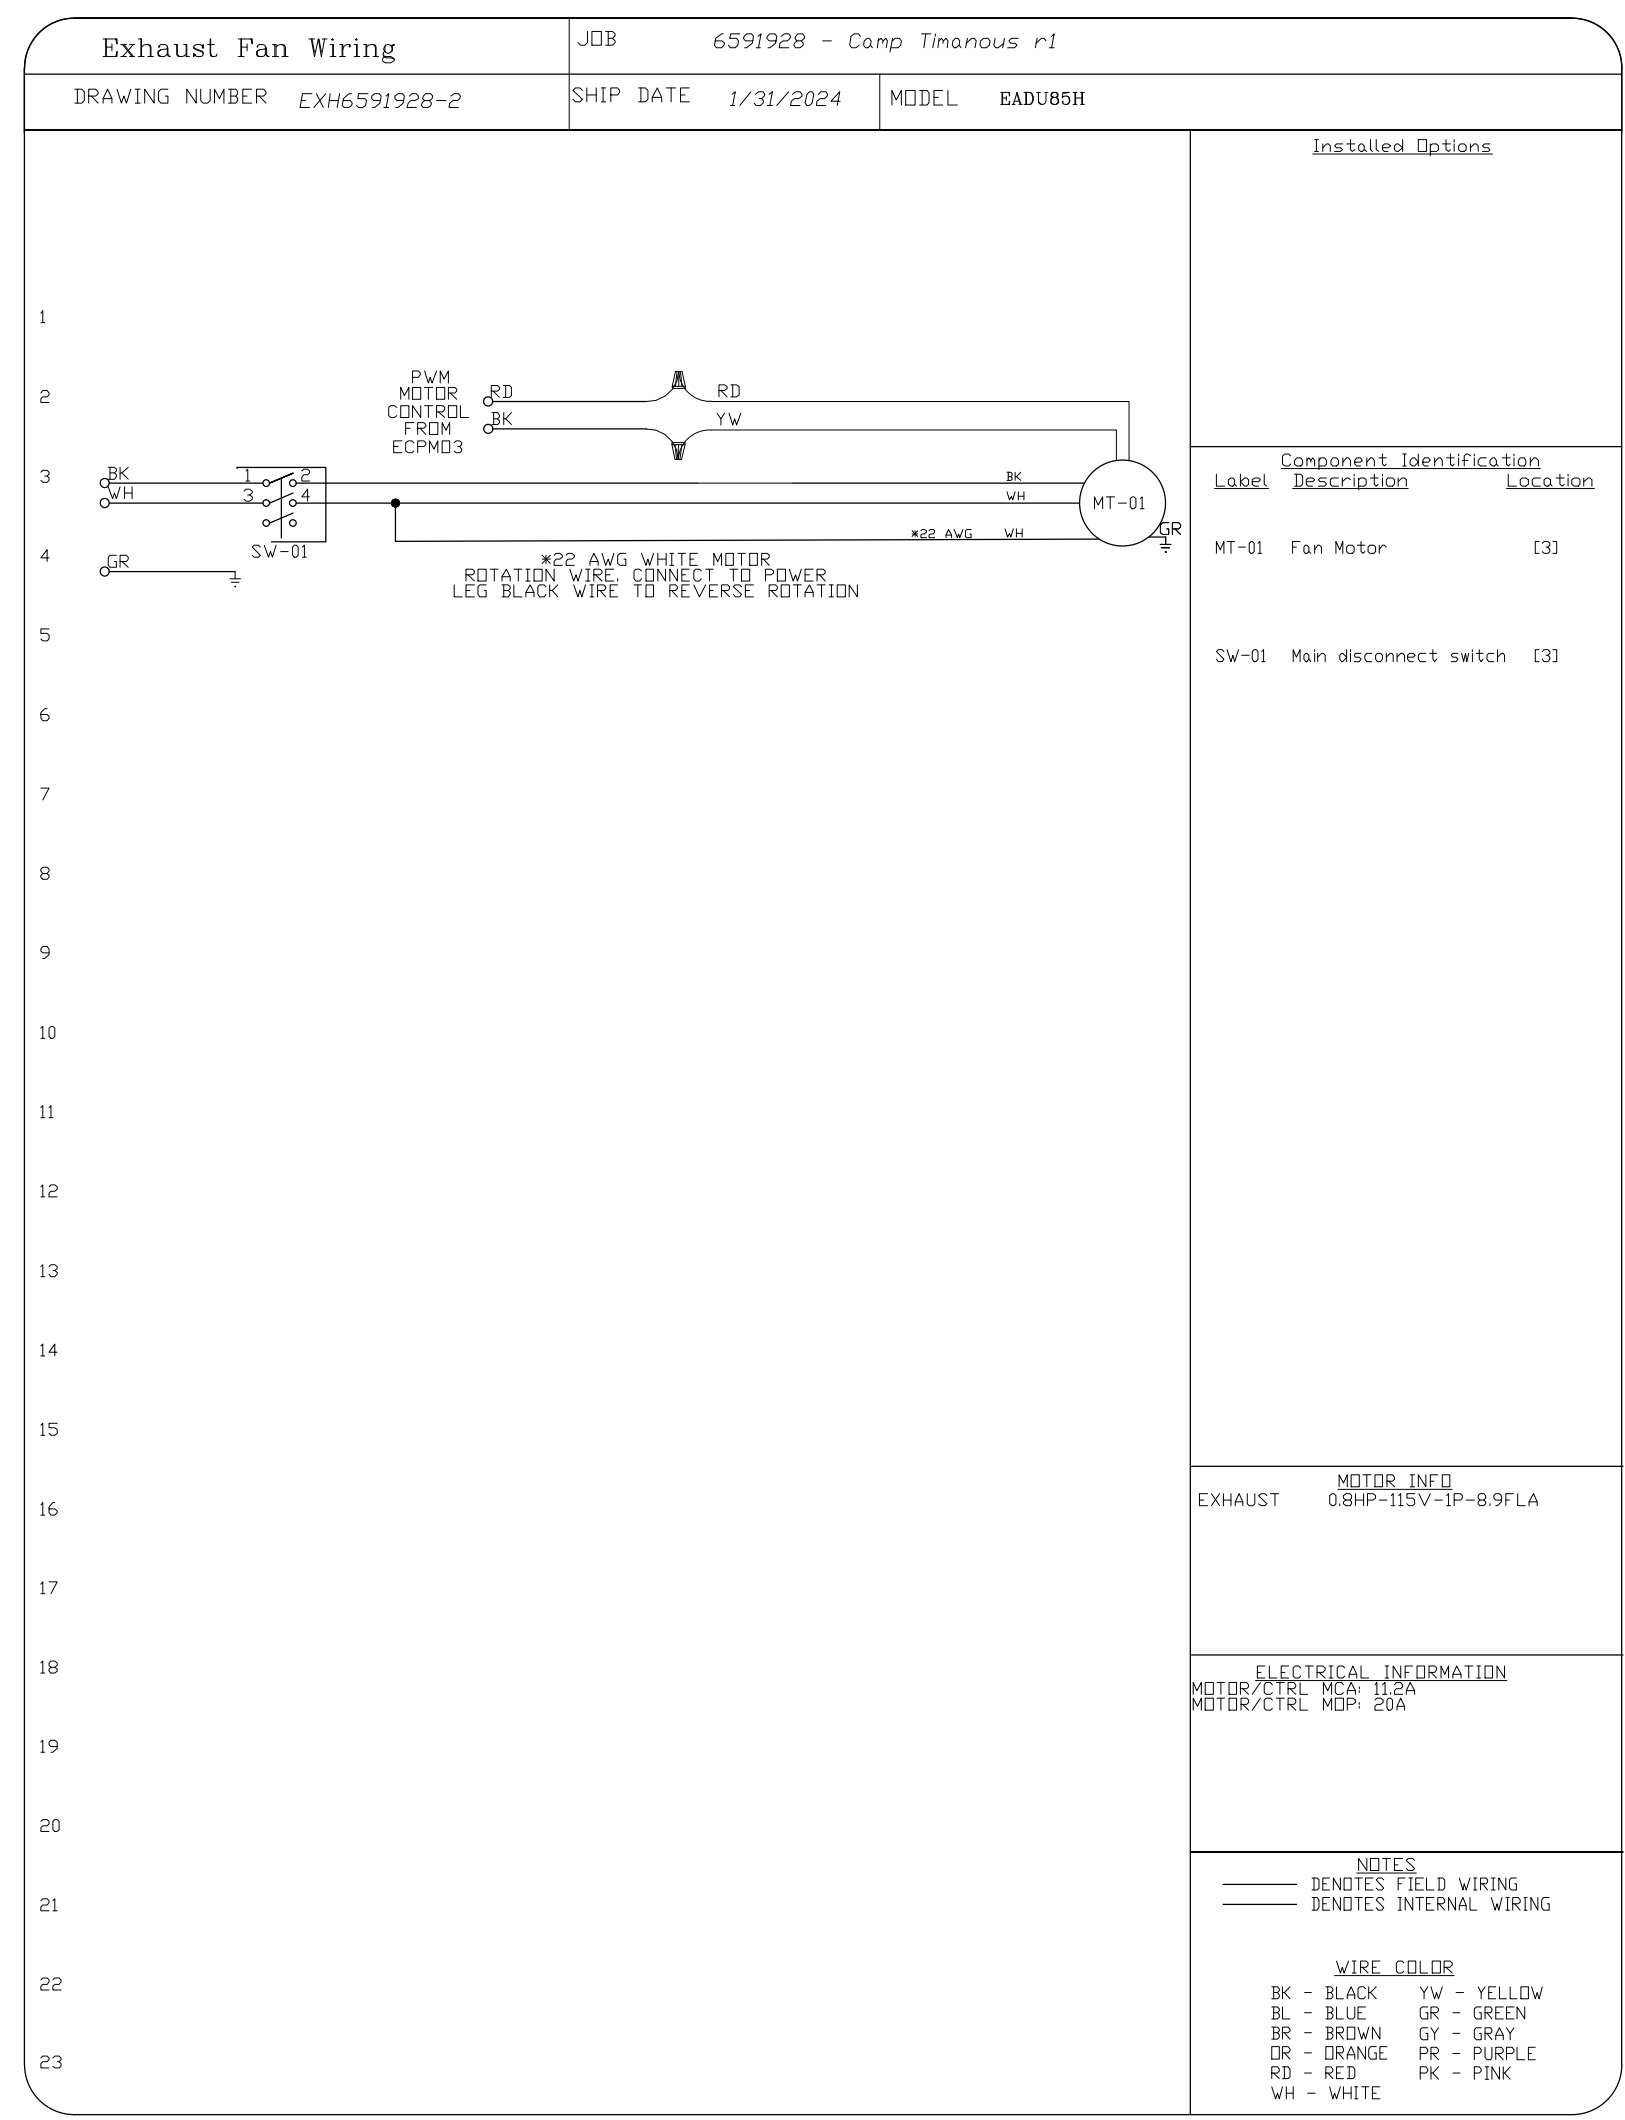 Exhaust Fan Wiring
JOB 6591928 - Camp Timanous r1
DRAWING NUMBER EXH6591928-2
SHIP DATE 1/31/2024
MODEL EADU85H
Installed Options
1
2
PWM
MOTOR
CONTROL
FROM
ECPM03
RD
RD
BK
YW
3
BK
1
2
BK
WH
3
4
WH
MT-01
GR
*22 AWG WH
SW-01
4
GR
*22 AWG WHITE MOTOR
ROTATION WIRE. CONNECT TO POWER
LEG BLACK WIRE TO REVERSE ROTATION
5
6
7
8
9
10
11
12
13
14
15
16
17
18
19
20
21
22
23
Component Identification
Label Description Location
MT-01 Fan Motor [3]
SW-01 Main disconnect switch [3]
MOTOR INFO
EXHAUST 0.8HP-115V-1P-8.9FLA
ELECTRICAL INFORMATION
MOTOR/CTRL MCA: 11.2A
MOTOR/CTRL MOP: 20A
NOTES
DENOTES FIELD WIRING
DENOTES INTERNAL WIRING
WIRE COLOR
BK - BLACK YW - YELLOW
BL - BLUE GR - GREEN
BR - BROWN GY - GRAY
OR - ORANGE PR - PURPLE
RD - RED PK - PINK
WH - WHITE